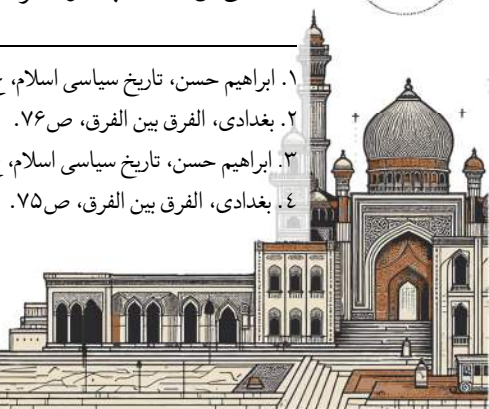 ۱. ابراهیم حسن، تاریخ سیاسی اسلام،
۲. بغدادی، الفرق بین الفرق، ص۷۶.
۳. ابراهیم حسن، تاریخ سیاسی اسلام،
٤. بغدادی، الفرق بین الفرق، ص۷۵.